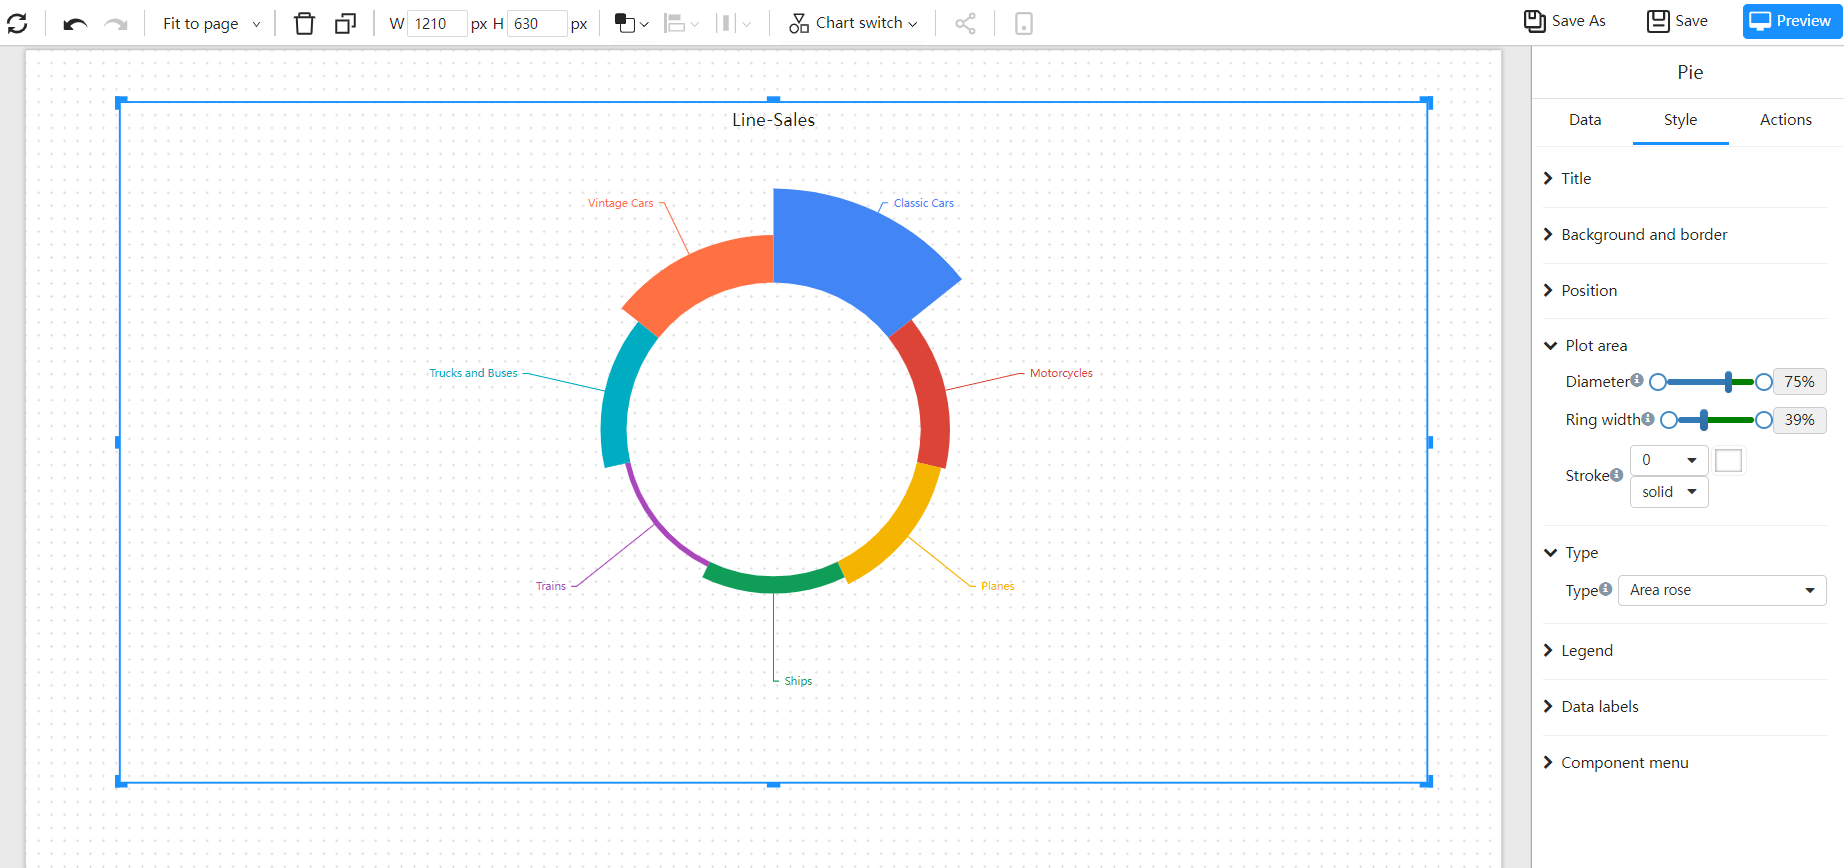 Fit to page W 1210 px H 630 px Chart switch Save As Save Preview
Pie
Data Style Actions
Line-Sales
Vintage Cars
Classic Cars
Trucks and Buses
Motorcycles
Trains
Planes
Ships
Title
Background and border
Position
Plot area
Diameter 75%
Ring width 39%
Stroke 0
solid
Type
Type Area rose
Legend
Data labels
Component menu